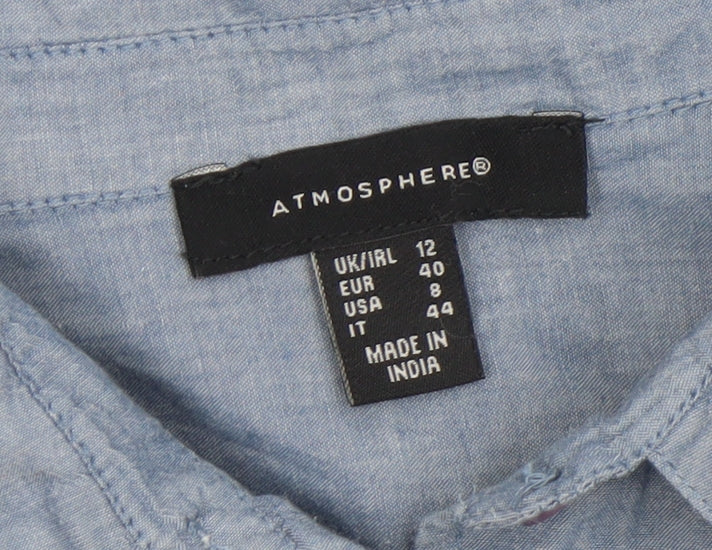 ATMOSPHERE®
UK/IRL 12
EUR 40
USA 8
IT 44
MADE IN
INDIA